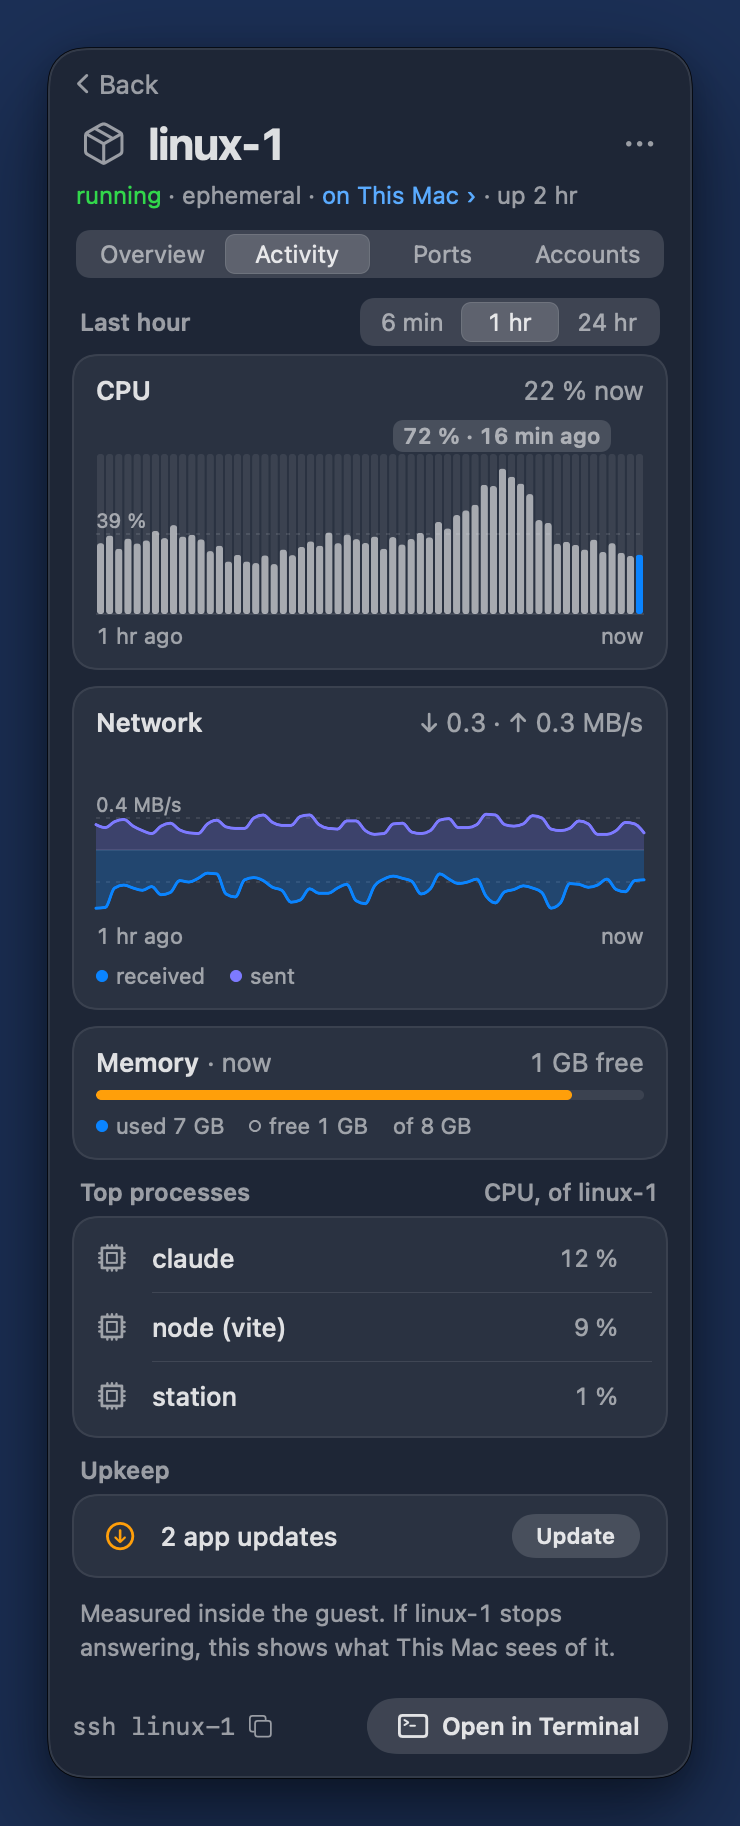 Back
linux-1
running · ephemeral · on This Mac › · up 2 hr
Overview Activity Ports Accounts
Last hour 6 min 1 hr 24 hr
CPU 22 % now
72 % · 16 min ago
39 %
1 hr ago now
Network ↓ 0.3 · ↑ 0.3 MB/s
0.4 MB/s
1 hr ago now
received sent
Memory · now 1 GB free
used 7 GB free 1 GB of 8 GB
Top processes CPU, of linux-1
claude 12 %
node (vite) 9 %
station 1 %
Upkeep
2 app updates Update
Measured inside the guest. If linux-1 stops
answering, this shows what This Mac sees of it.
ssh linux-1 Open in Terminal